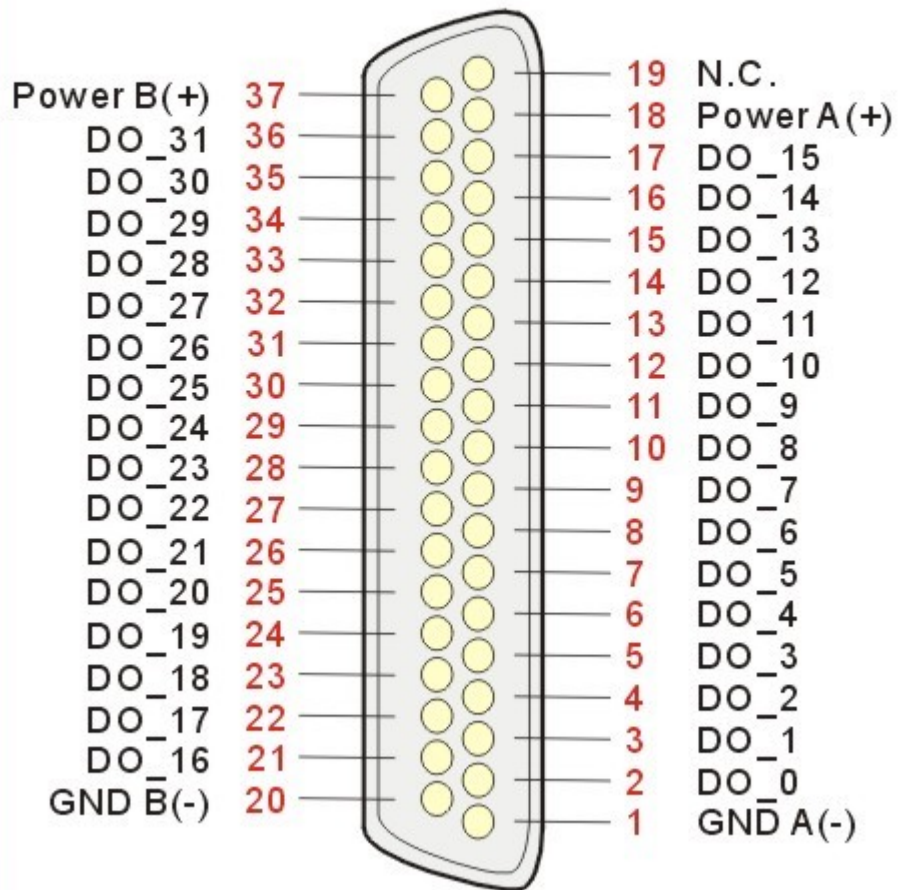 Power B(+) 37
DO_31 36
DO_30 35
DO_29 34
DO_28 33
DO_27 32
DO_26 31
DO_25 30
DO_24 29
DO_23 28
DO_22 27
DO_21 26
DO_20 25
DO_19 24
DO_18 23
DO_17 22
DO_16 21
GND B(-) 20
19 N.C.
18 Power A(+)
17 DO_15
16 DO_14
15 DO_13
14 DO_12
13 DO_11
12 DO_10
11 DO_9
10 DO_8
9 DO_7
8 DO_6
7 DO_5
6 DO_4
5 DO_3
4 DO_2
3 DO_1
2 DO_0
1 GND A(-)